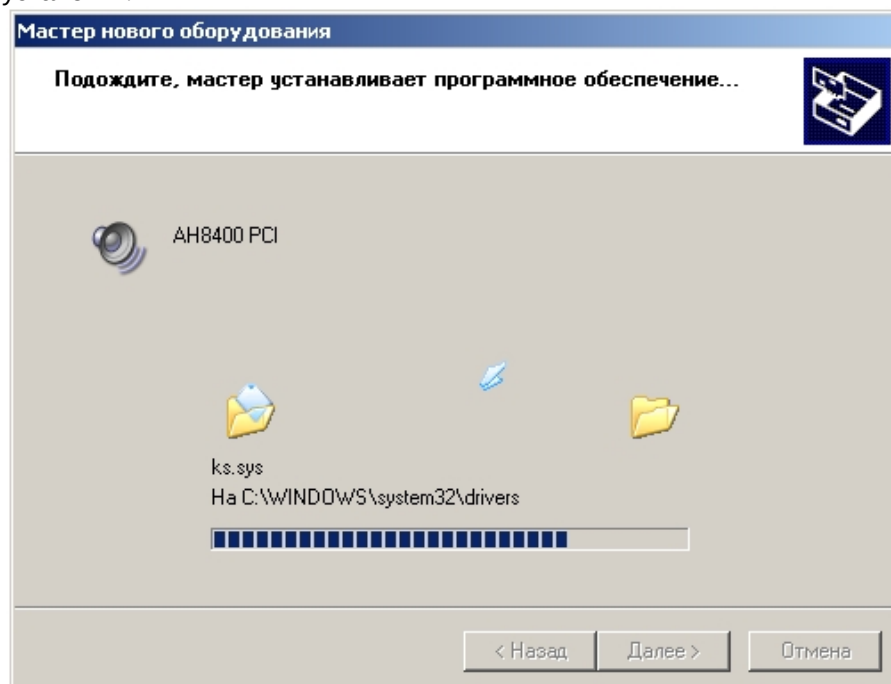 Мастер нового оборудования
Подождите, мастер устанавливает программное обеспечение...
AH8400 PCI
ks.sys
На C:\WINDOWS\system32\drivers
< Назад
Далее >
Отмена